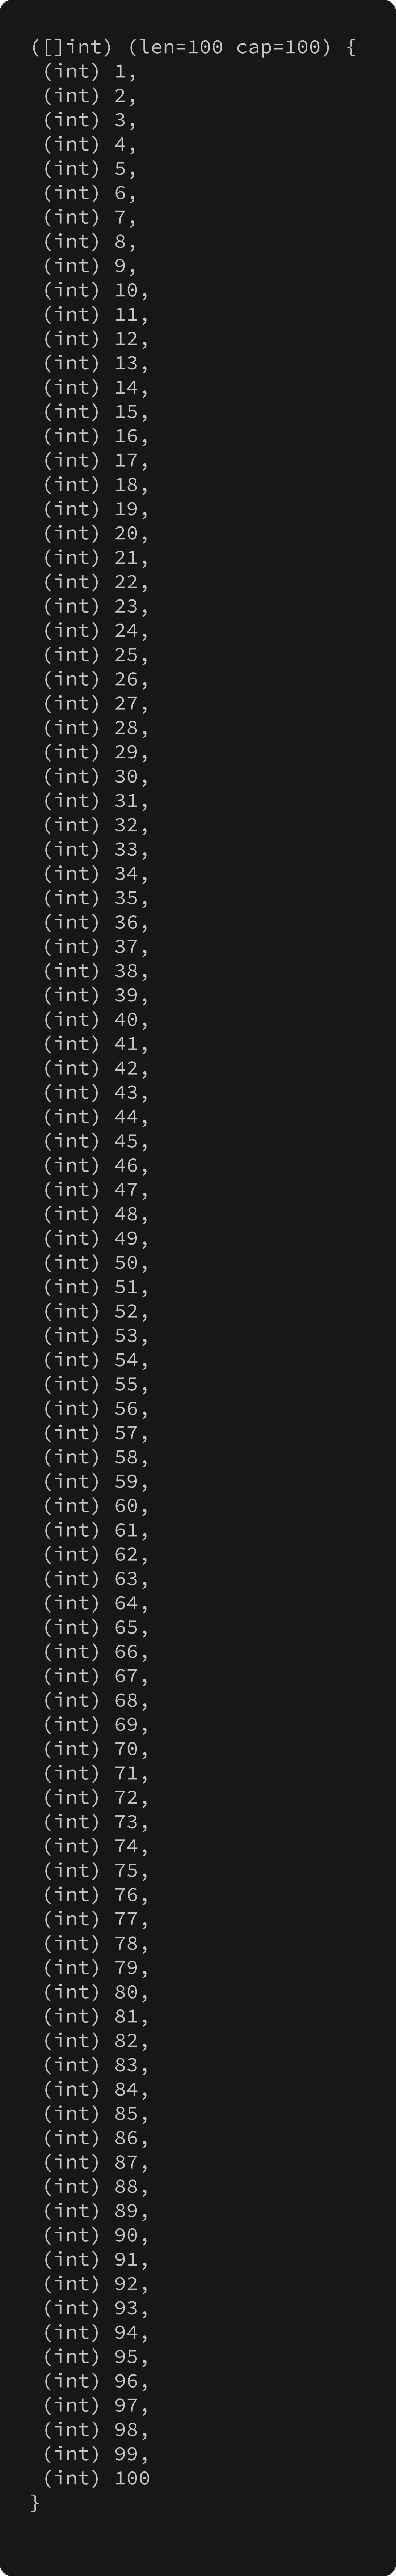 ([]int) (len=100 cap=100) {
 (int) 1,
 (int) 2,
 (int) 3,
 (int) 4,
 (int) 5,
 (int) 6,
 (int) 7,
 (int) 8,
 (int) 9,
 (int) 10,
 (int) 11,
 (int) 12,
 (int) 13,
 (int) 14,
 (int) 15,
 (int) 16,
 (int) 17,
 (int) 18,
 (int) 19,
 (int) 20,
 (int) 21,
 (int) 22,
 (int) 23,
 (int) 24,
 (int) 25,
 (int) 26,
 (int) 27,
 (int) 28,
 (int) 29,
 (int) 30,
 (int) 31,
 (int) 32,
 (int) 33,
 (int) 34,
 (int) 35,
 (int) 36,
 (int) 37,
 (int) 38,
 (int) 39,
 (int) 40,
 (int) 41,
 (int) 42,
 (int) 43,
 (int) 44,
 (int) 45,
 (int) 46,
 (int) 47,
 (int) 48,
 (int) 49,
 (int) 50,
 (int) 51,
 (int) 52,
 (int) 53,
 (int) 54,
 (int) 55,
 (int) 56,
 (int) 57,
 (int) 58,
 (int) 59,
 (int) 60,
 (int) 61,
 (int) 62,
 (int) 63,
 (int) 64,
 (int) 65,
 (int) 66,
 (int) 67,
 (int) 68,
 (int) 69,
 (int) 70,
 (int) 71,
 (int) 72,
 (int) 73,
 (int) 74,
 (int) 75,
 (int) 76,
 (int) 77,
 (int) 78,
 (int) 79,
 (int) 80,
 (int) 81,
 (int) 82,
 (int) 83,
 (int) 84,
 (int) 85,
 (int) 86,
 (int) 87,
 (int) 88,
 (int) 89,
 (int) 90,
 (int) 91,
 (int) 92,
 (int) 93,
 (int) 94,
 (int) 95,
 (int) 96,
 (int) 97,
 (int) 98,
 (int) 99,
 (int) 100
}